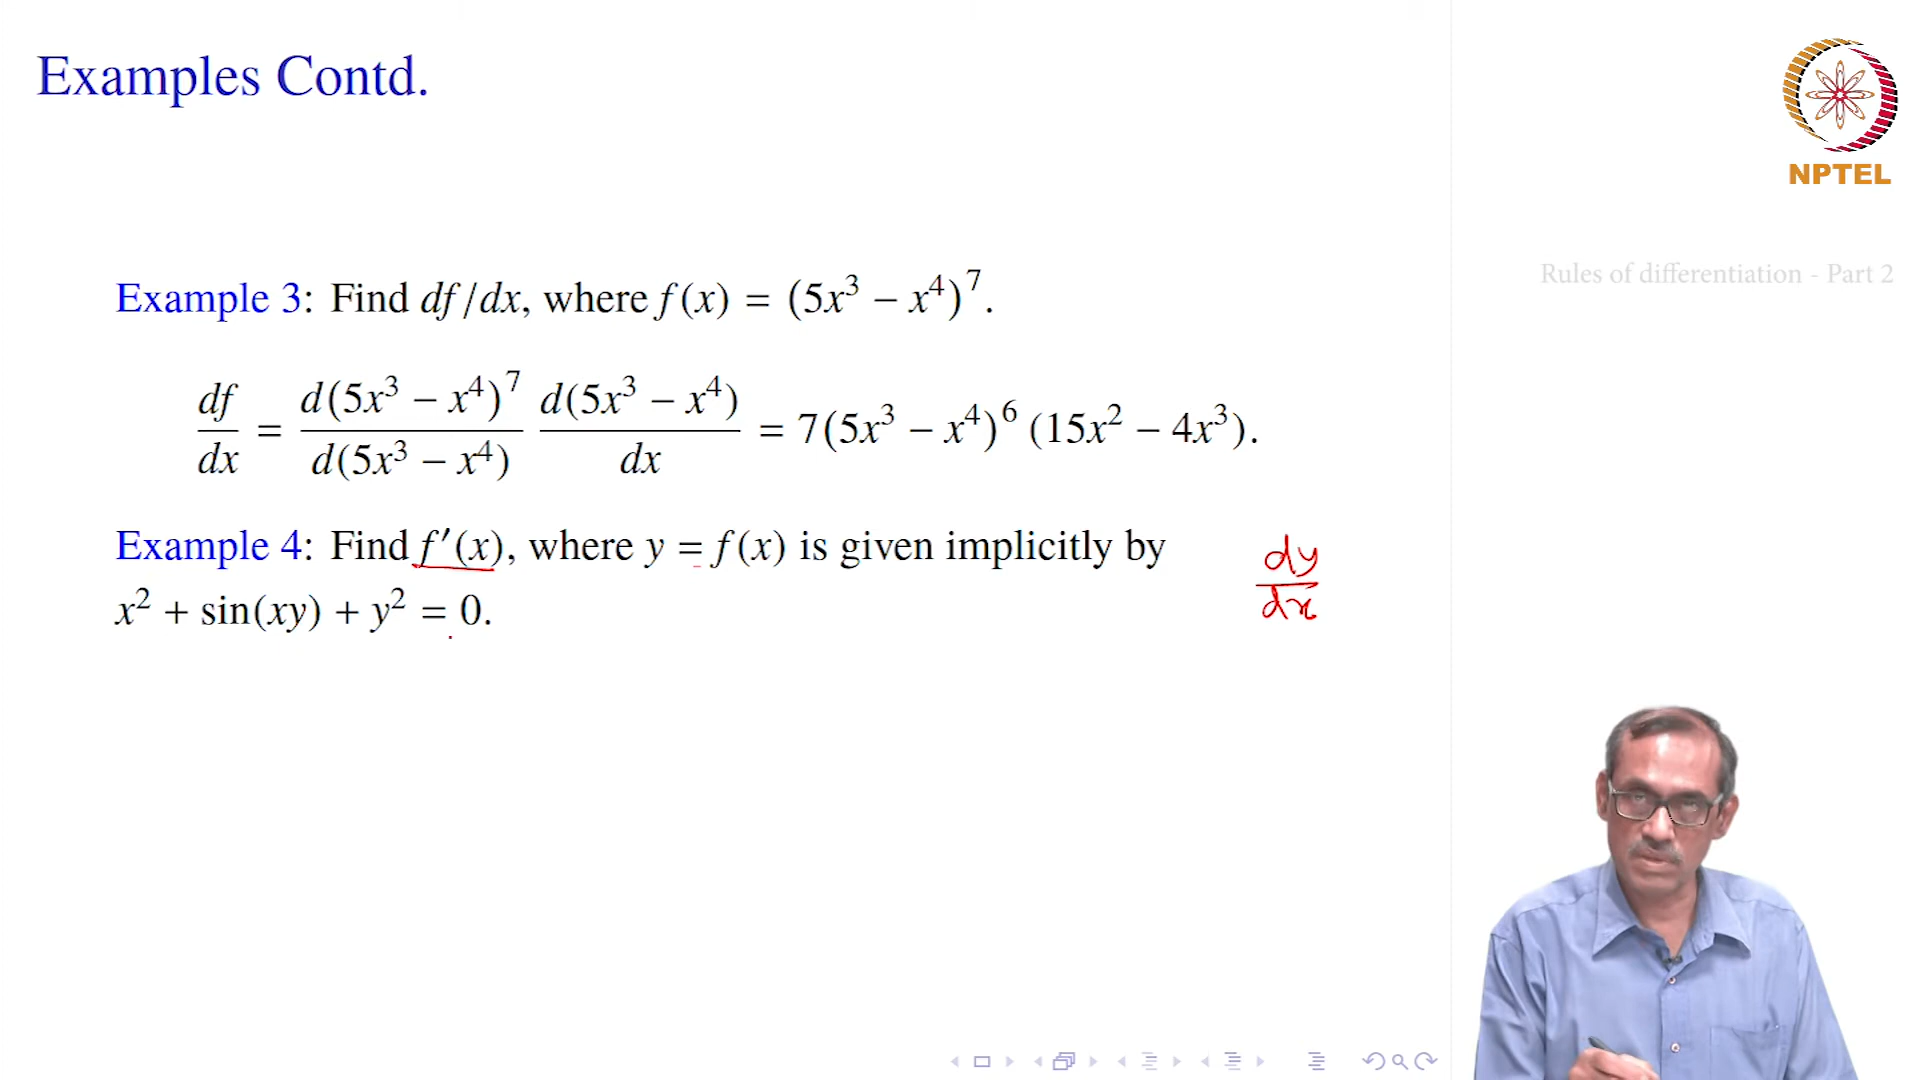 Examples Contd.
NPTEL
Rules of differentiation - Part 2
Example 3: Find df/dx, where f(x) = (5x³ − x⁴)⁷.
df/dx = d(5x³ − x⁴)⁷/d(5x³ − x⁴) d(5x³ − x⁴)/dx = 7(5x³ − x⁴)⁶ (15x² − 4x³).
Example 4: Find f′(x), where y = f(x) is given implicitly by
x² + sin(xy) + y² = 0.
dy/dx